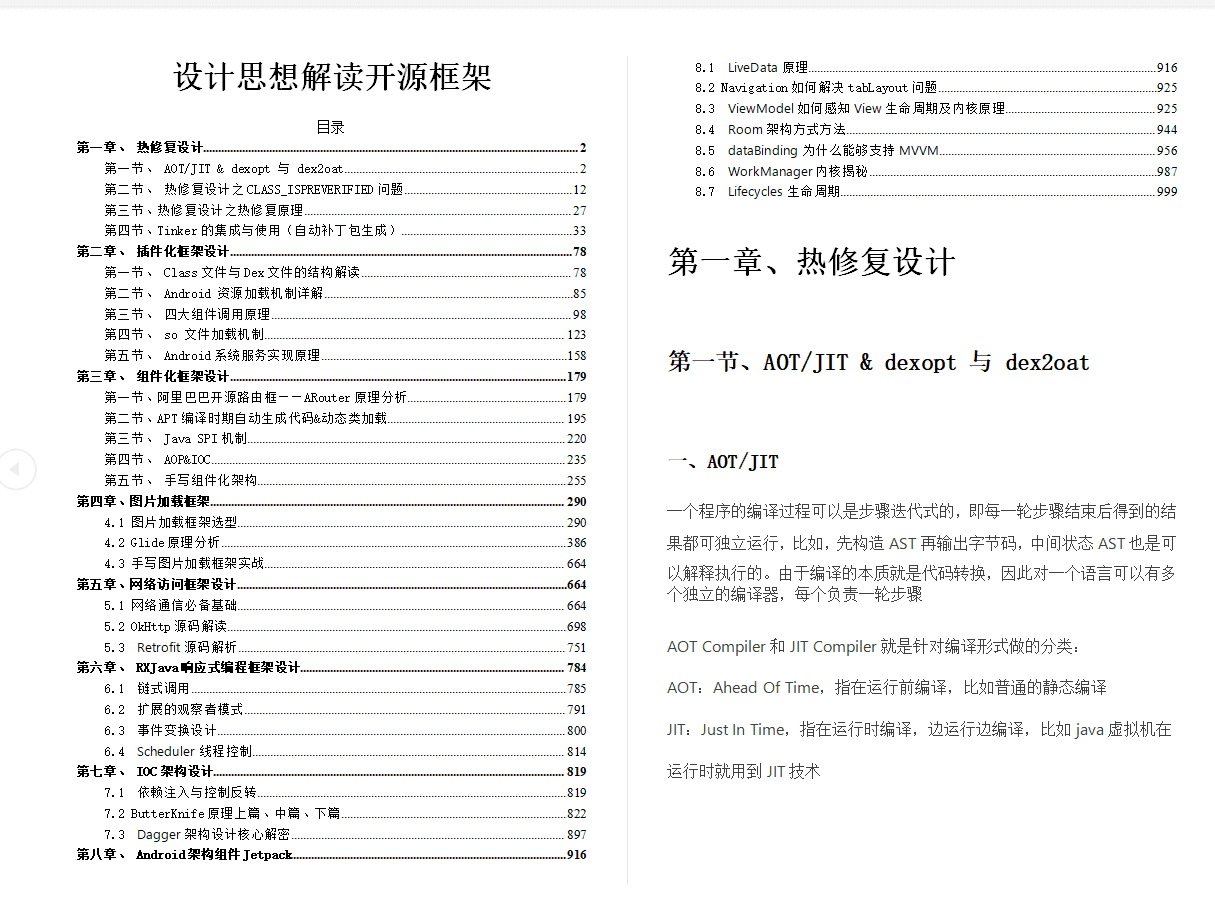 设计思想解读开源框架
目录
第一章、 热修复设计 2
第一节、 AOT/JIT & dexopt 与 dex2oat 2
第二节、 热修复设计之 CLASS_ISPREVERIFIED 问题 12
第三节、热修复设计之热修复原理 27
第四节、Tinker 的集成与使用（自动补丁包生成） 33
第二章、 插件化框架设计 78
第一节、 Class 文件与 Dex 文件的结构解读 78
第二节、 Android 资源加载机制详解 85
第三节、 四大组件调用原理 98
第四节、 so 文件加载机制 123
第五节、 Android 系统服务实现原理 158
第三章、 组件化框架设计 179
第一节、阿里巴巴开源路由框——ARouter 原理分析 179
第二节、APT 编译时期自动生成代码&动态类加载 195
第三节、 Java SPI 机制 220
第四节、 AOP&IOC 235
第五节、 手写组件化架构 255
第四章、图片加载框架 290
4.1 图片加载框架选型 290
4.2 Glide 原理分析 386
4.3 手写图片加载框架实战 664
第五章、网络访问框架设计 664
5.1 网络通信必备基础 664
5.2 OkHttp 源码解读 698
5.3 Retrofit 源码解析 751
第六章、 RXJava 响应式编程框架设计 784
6.1 链式调用 785
6.2 扩展的观察者模式 791
6.3 事件变换设计 800
6.4 Scheduler 线程控制 814
第七章、 IOC 架构设计 819
7.1 依赖注入与控制反转 819
7.2 ButterKnife 原理上篇、中篇、下篇 822
7.3 Dagger 架构设计核心解密 897
第八章、 Android 架构组件 Jetpack 916
8.1 LiveData 原理 916
8.2 Navigation 如何解决 tabLayout 问题 925
8.3 ViewModel 如何感知 View 生命周期及内核原理 925
8.4 Room 架构方式方法 944
8.5 dataBinding 为什么能够支持 MVVM 956
8.6 WorkManager 内核揭秘 987
8.7 Lifecycles 生命周期 999
第一章、热修复设计
第一节、AOT/JIT & dexopt 与 dex2oat
一、AOT/JIT
一个程序的编译过程可以是步骤迭代式的，即每一轮步骤结束后得到的结
果都可独立运行，比如，先构造 AST 再输出字节码，中间状态 AST 也是可
以解释执行的。由于编译的本质就是代码转换，因此对一个语言可以有多
个独立的编译器，每个负责一轮步骤
AOT Compiler 和 JIT Compiler 就是针对编译形式做的分类：
AOT：Ahead Of Time，指在运行前编译，比如普通的静态编译
JIT：Just In Time，指在运行时编译，边运行边编译，比如 java 虚拟机在
运行时就用到 JIT 技术